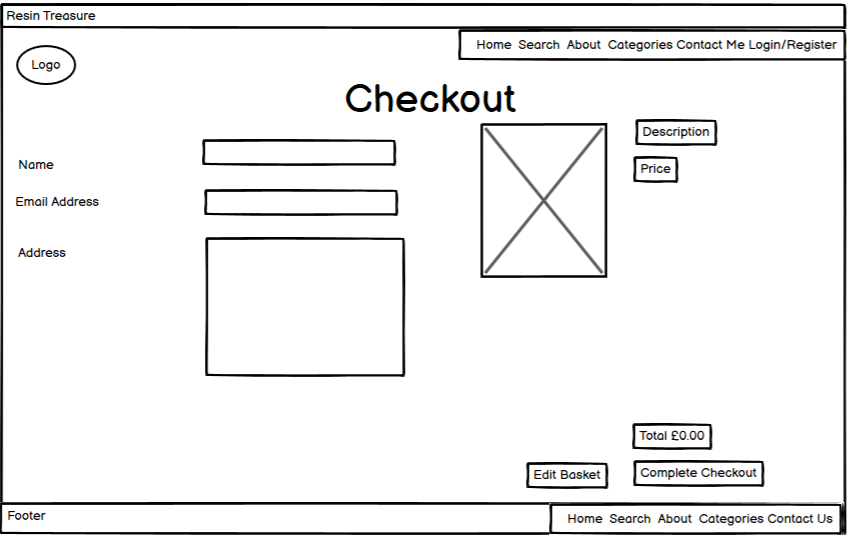 Resin Treasure
Home Search About Categories Contact Me Login/Register
Logo
Checkout
Description
Name
Price
Email Address
Address
Total £0.00
Edit Basket
Complete Checkout
Footer
Home Search About Categories Contact Us